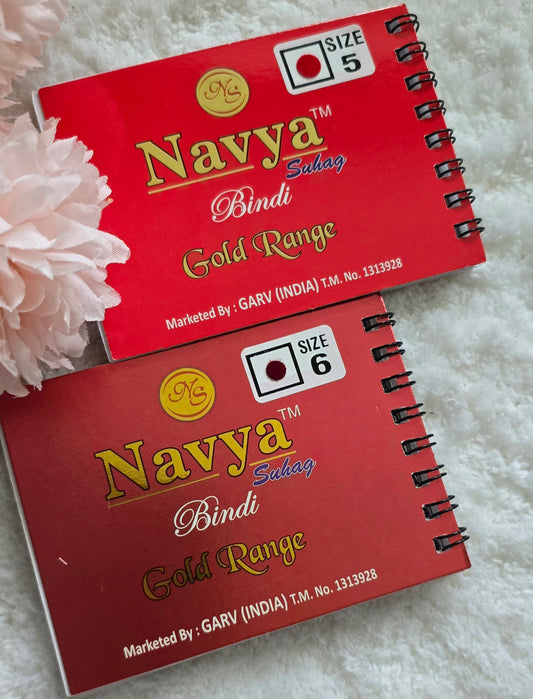 SIZE
5
NS
Navya™
Suhag
Bindi
Gold Range
Marketed By : GARV (INDIA) T.M. No. 1313928
SIZE
6
NS
Navya™
Suhag
Bindi
Gold Range
Marketed By : GARV (INDIA) T.M. No. 1313928